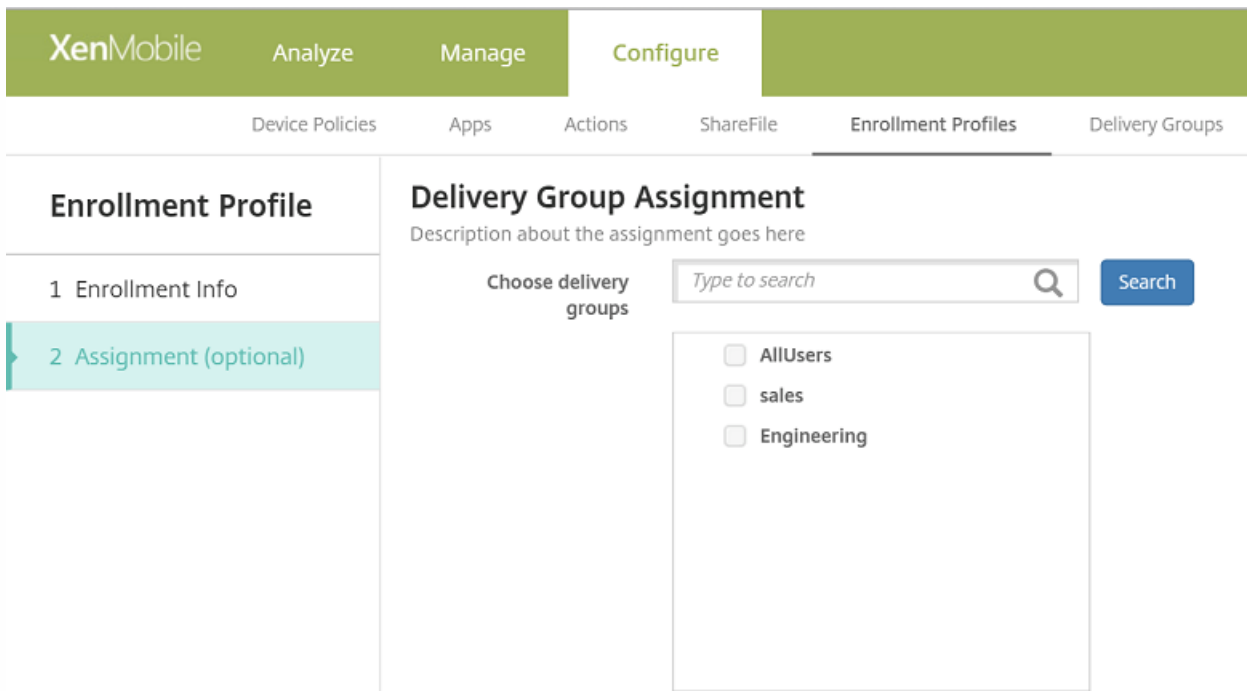 XenMobile Analyze Manage Configure
Device Policies Apps Actions ShareFile Enrollment Profiles Delivery Groups
Enrollment Profile
1 Enrollment Info
2 Assignment (optional)
Delivery Group Assignment
Description about the assignment goes here
Choose delivery
groups
Type to search
Search
AllUsers
sales
Engineering